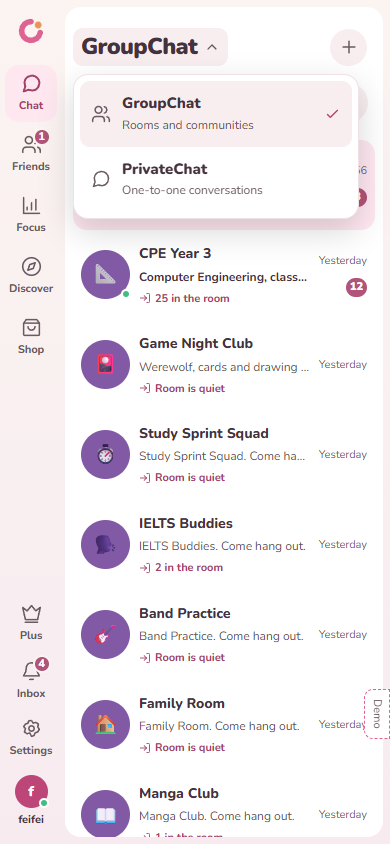 GroupChat
Chat
GroupChat
Rooms and communities
PrivateChat
One-to-one conversations
1
Friends
Focus
Discover
Shop
CPE Year 3
Yesterday
Computer Engineering, class...
12
25 in the room
Game Night Club
Werewolf, cards and drawing ...
Yesterday
Room is quiet
Study Sprint Squad
Study Sprint Squad. Come ha...
Yesterday
Room is quiet
IELTS Buddies
IELTS Buddies. Come hang out.
Yesterday
2 in the room
Band Practice
Band Practice. Come hang out.
Yesterday
Room is quiet
Family Room
Family Room. Come hang out.
Yesterday
Room is quiet
Manga Club
Manga Club. Come hang out.
Yesterday
1 in the room
Demo
Plus
4
Inbox
Settings
f
feifei